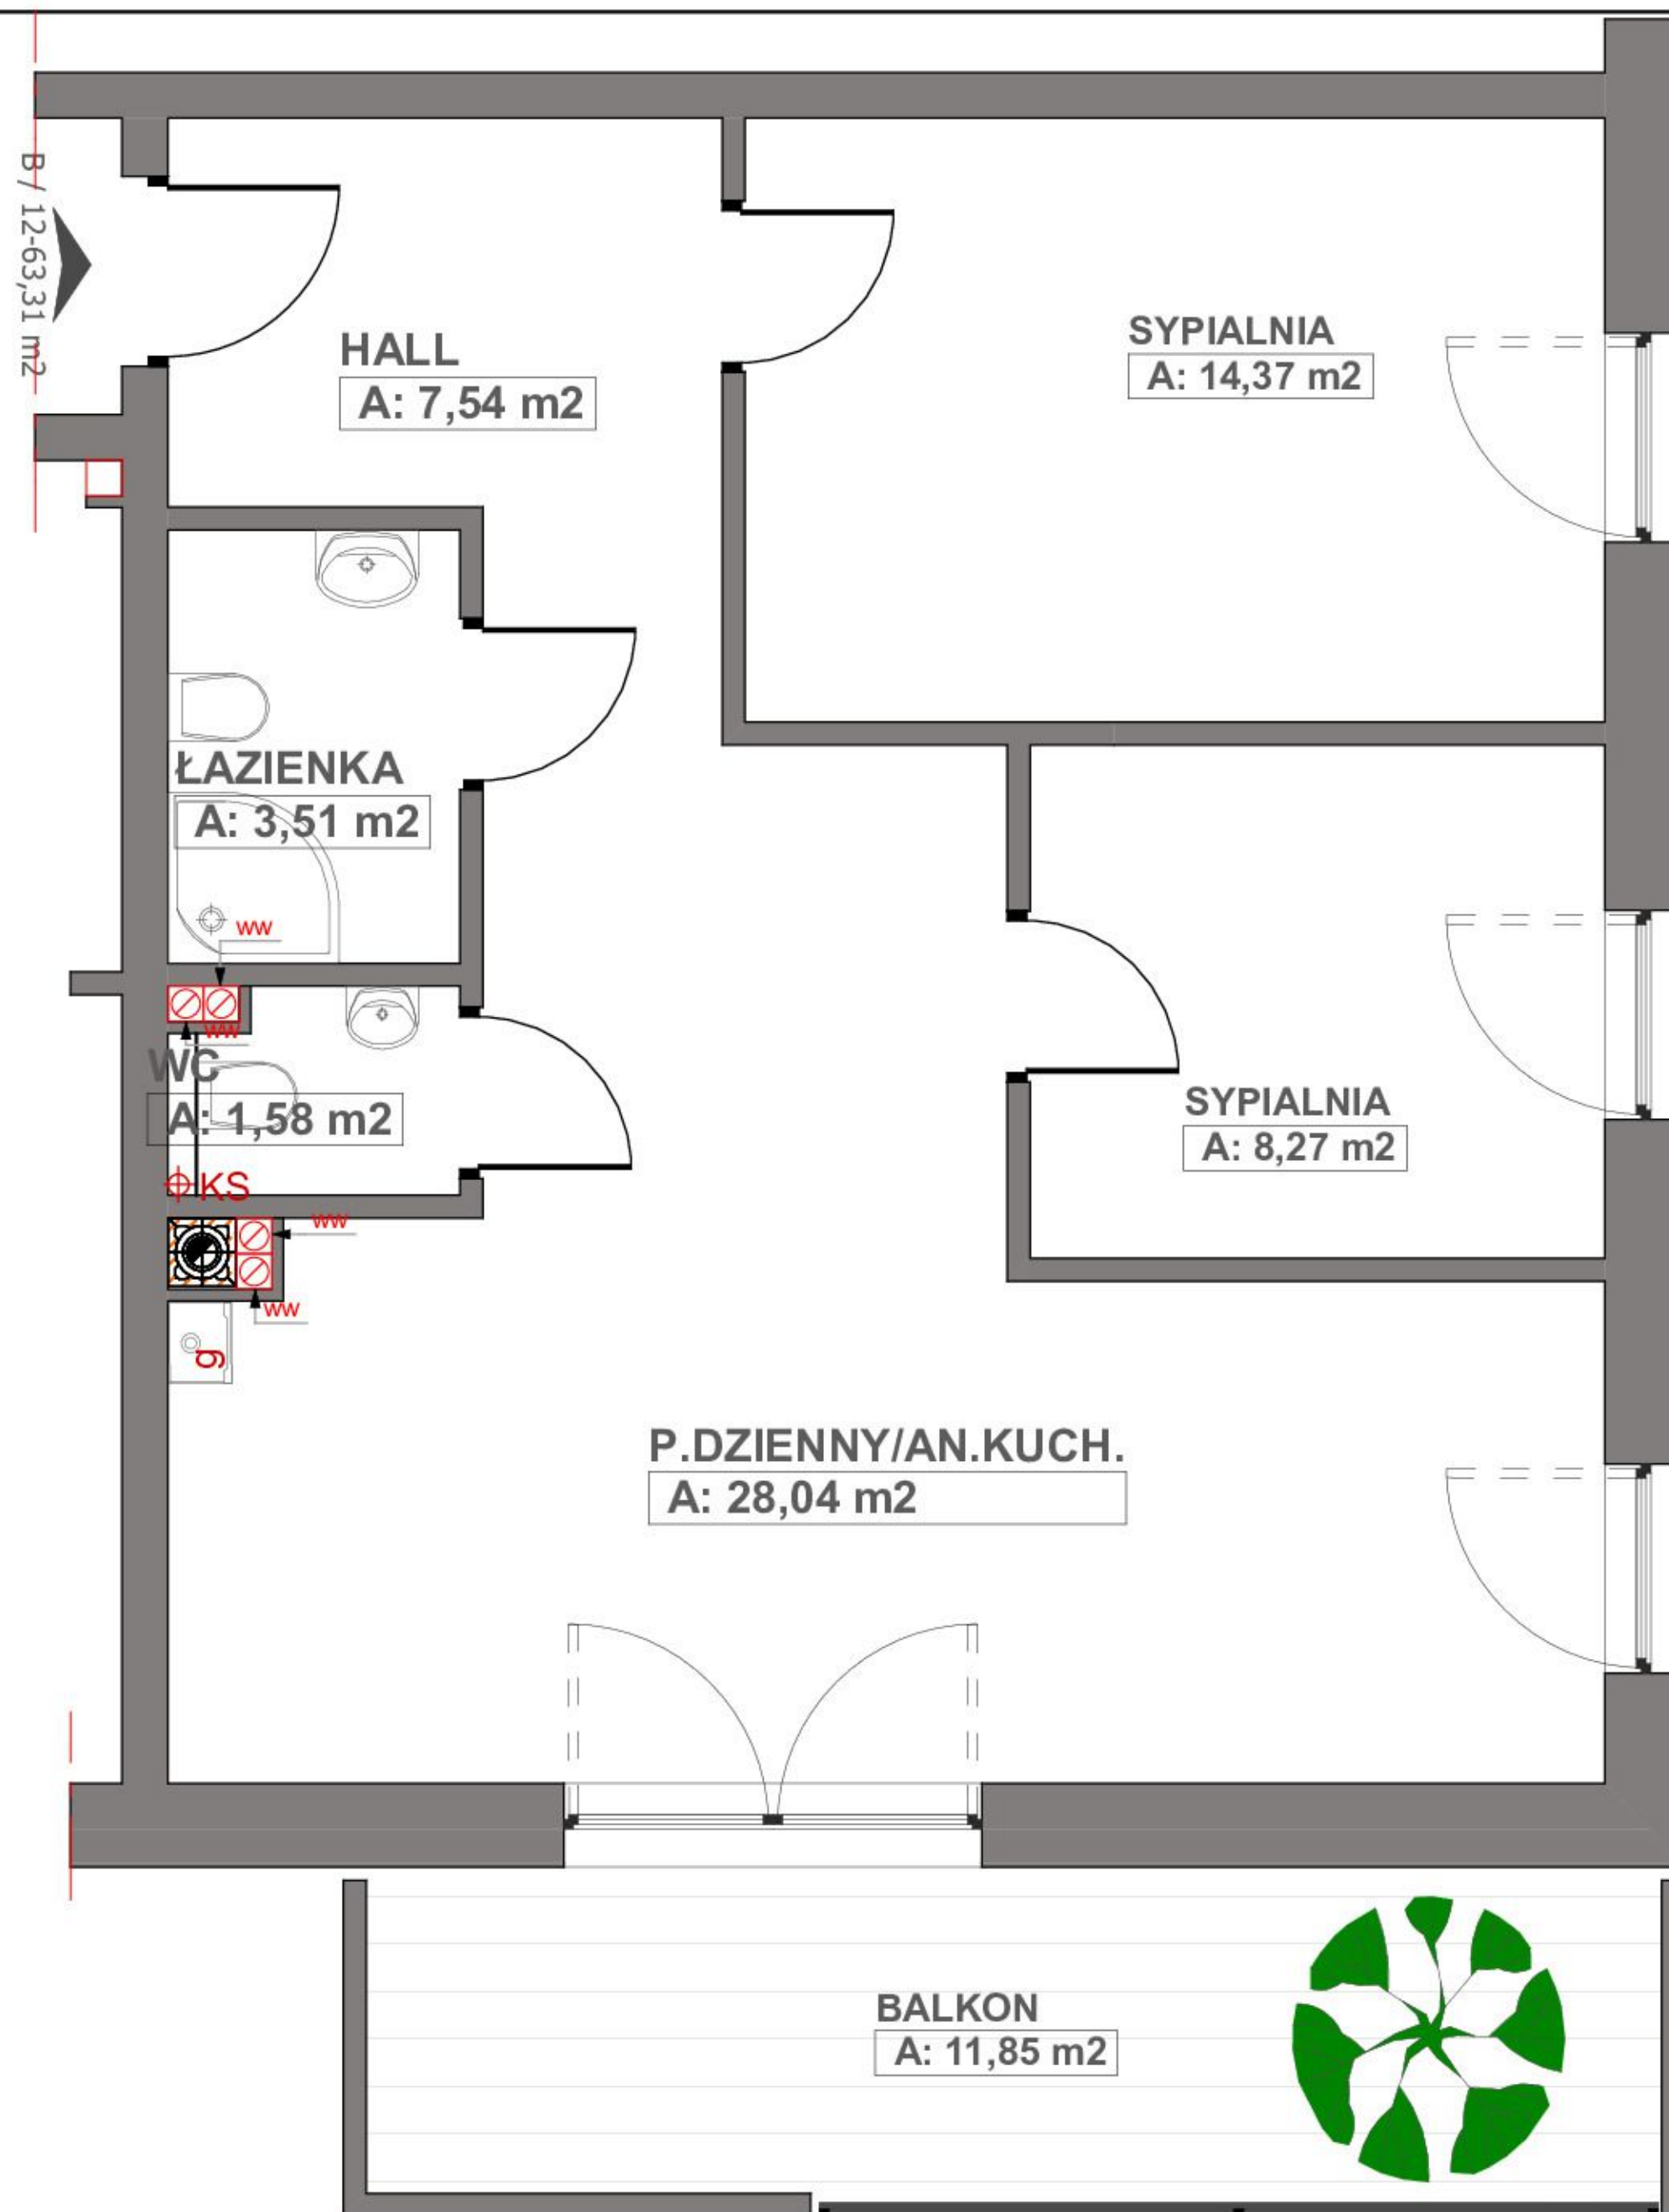 B / 12-63,31 m2
HALL
A: 7,54 m2
SYPIALNIA
A: 14,37 m2
ŁAZIENKA
A: 3,51 m2
ww
ww
WC
A: 1,58 m2
KS
ww
ww
g
SYPIALNIA
A: 8,27 m2
P.DZIENNY/AN.KUCH.
A: 28,04 m2
BALKON
A: 11,85 m2